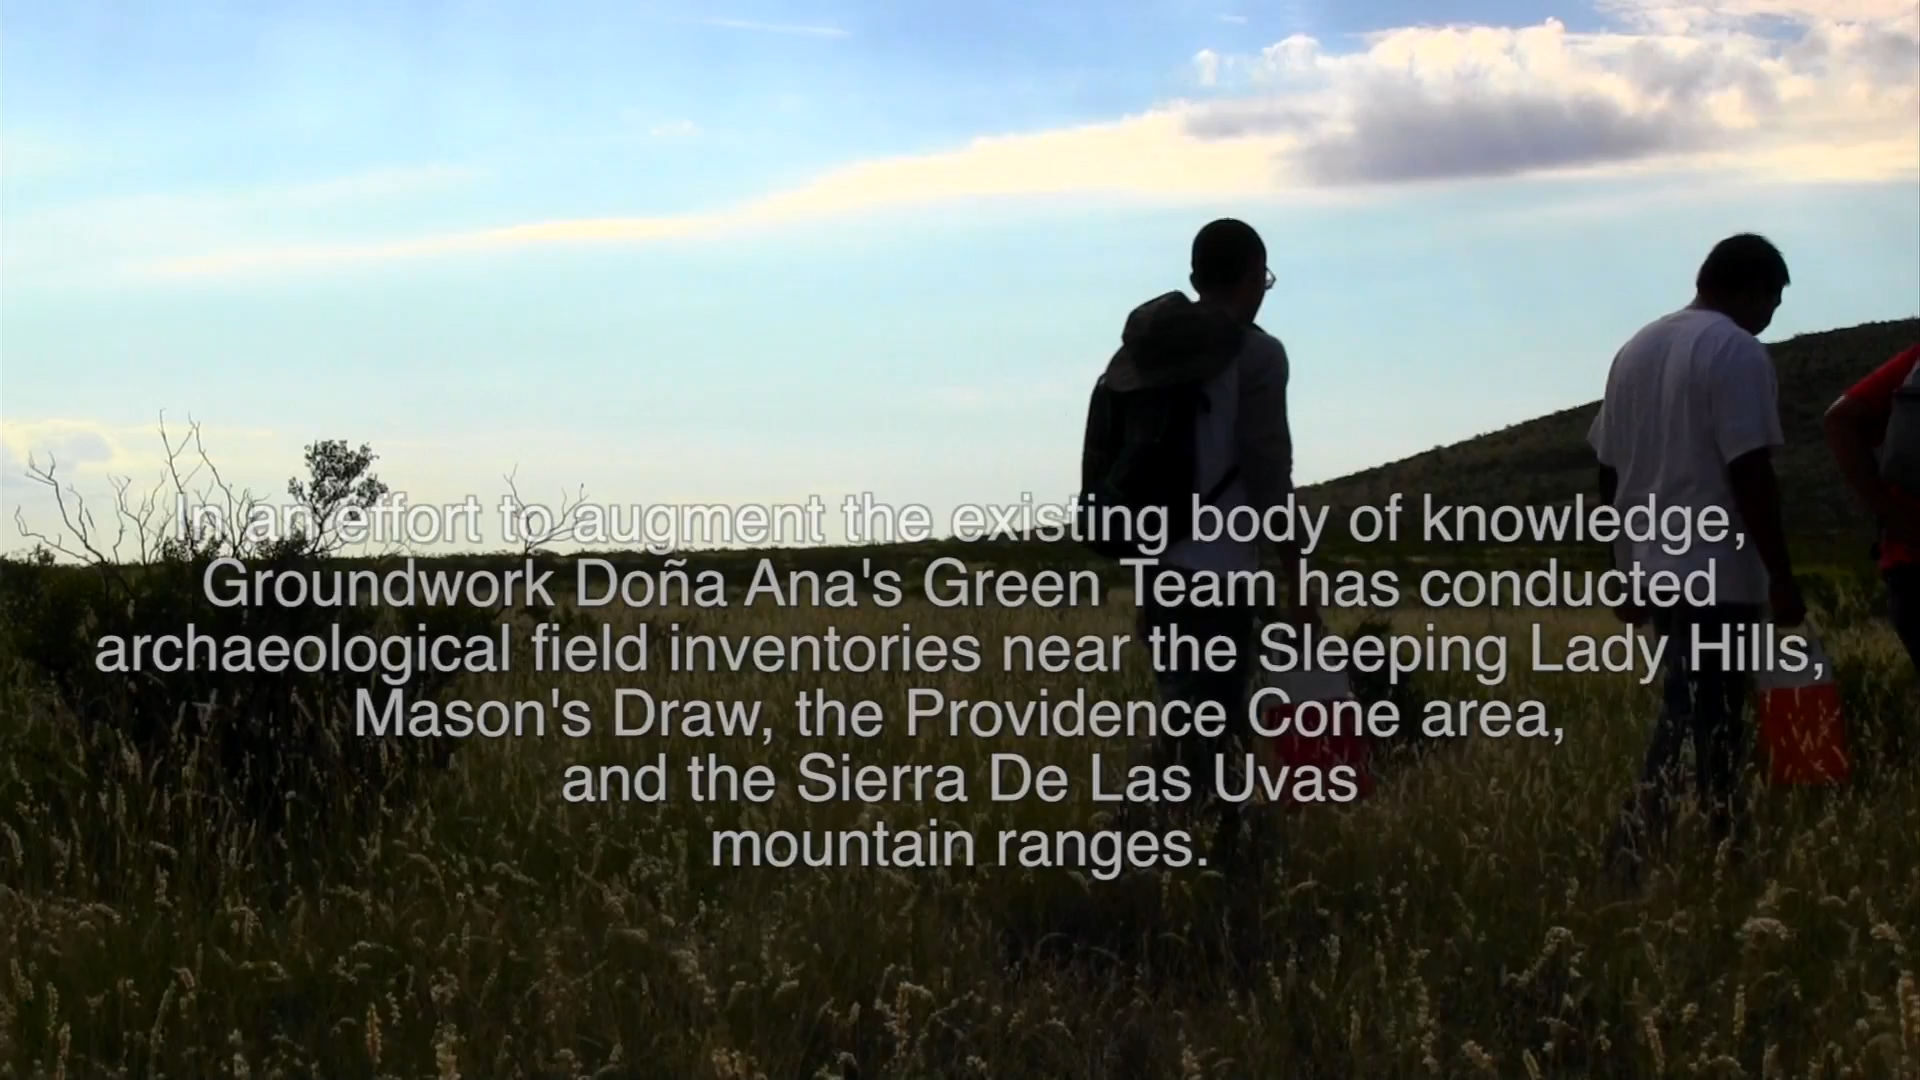 In an effort to augment the existing body of knowledge,
Groundwork Doña Ana's Green Team has conducted
archaeological field inventories near the Sleeping Lady Hills,
Mason's Draw, the Providence Cone area,
and the Sierra De Las Uvas
mountain ranges.